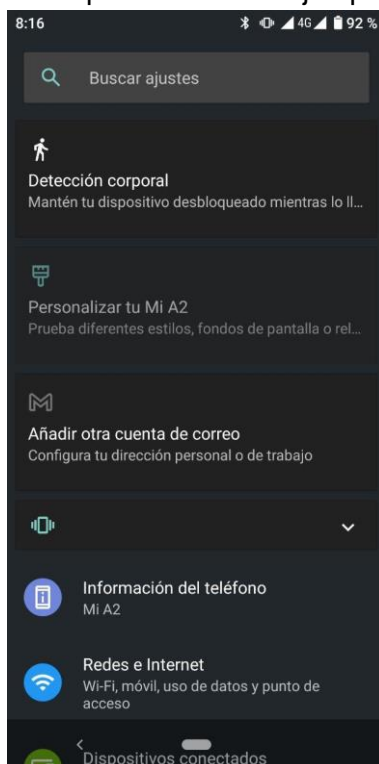 8:16 4G 92 %
Buscar ajustes
Detección corporal
Mantén tu dispositivo desbloqueado mientras lo ll...
Personalizar tu Mi A2
Prueba diferentes estilos, fondos de pantalla o rel...
Añadir otra cuenta de correo
Configura tu dirección personal o de trabajo
Información del teléfono
Mi A2
Redes e Internet
Wi-Fi, móvil, uso de datos y punto de
acceso
Dispositivos conectados